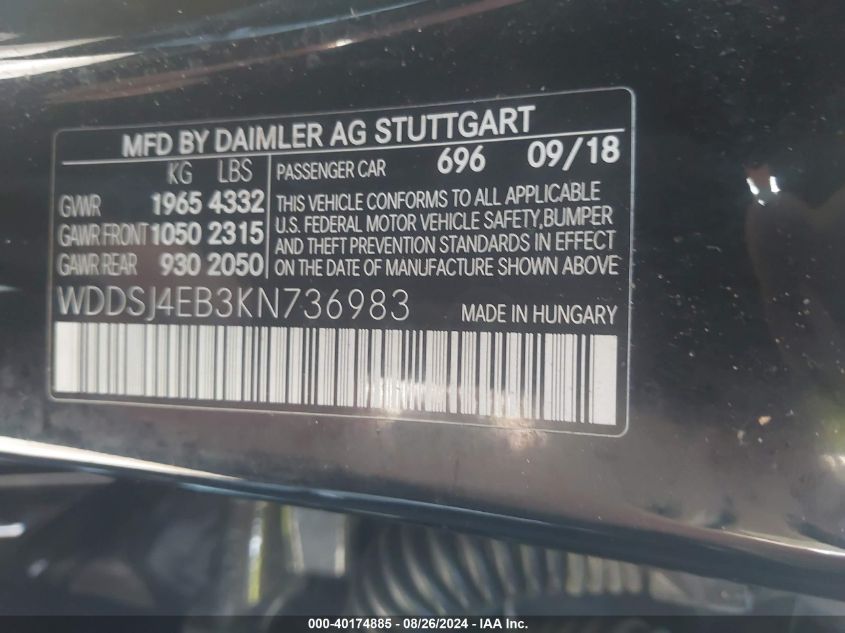 MFD BY DAIMLER AG STUTTGART
KG LBS
GVWR 1965 4332
GAWR FRONT 1050 2315
GAWR REAR 930 2050
PASSENGER CAR 696 09/18
THIS VEHICLE CONFORMS TO ALL APPLICABLE
U.S. FEDERAL MOTOR VEHICLE SAFETY,BUMPER
AND THEFT PREVENTION STANDARDS IN EFFECT
ON THE DATE OF MANUFACTURE SHOWN ABOVE
WDDSJ4EB3KN736983 MADE IN HUNGARY
000-40174885 - 08/26/2024 - IAA Inc.